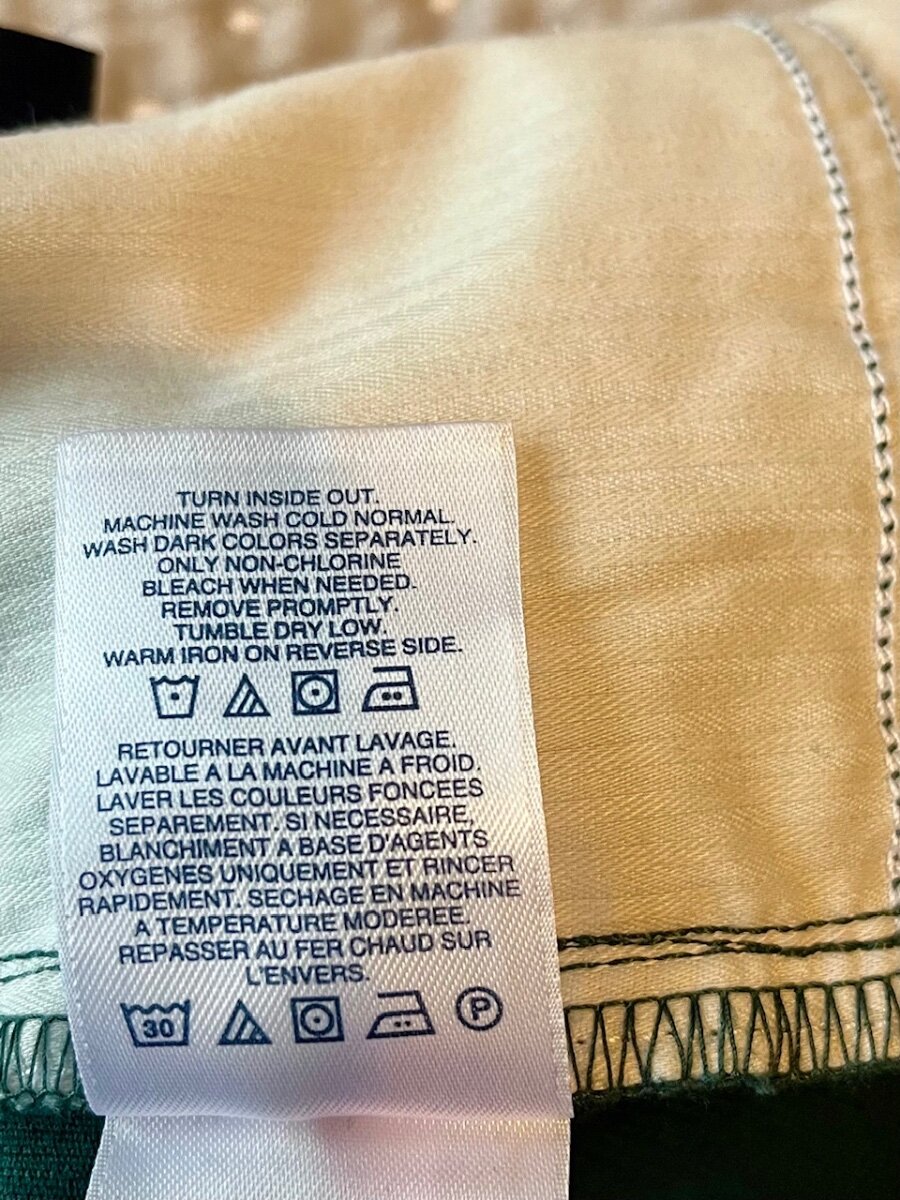 TURN INSIDE OUT.
MACHINE WASH COLD NORMAL.
WASH DARK COLORS SEPARATELY.
ONLY NON-CHLORINE
BLEACH WHEN NEEDED.
REMOVE PROMPTLY.
TUMBLE DRY LOW.
WARM IRON ON REVERSE SIDE.
RETOURNER AVANT LAVAGE.
LAVABLE A LA MACHINE A FROID.
LAVER LES COULEURS FONCEES
SEPAREMENT. SI NECESSAIRE,
BLANCHIMENT A BASE D'AGENTS
OXYGENES UNIQUEMENT ET RINCER
RAPIDEMENT. SECHAGE EN MACHINE
A TEMPERATURE MODEREE.
REPASSER AU FER CHAUD SUR
L'ENVERS.
30 P